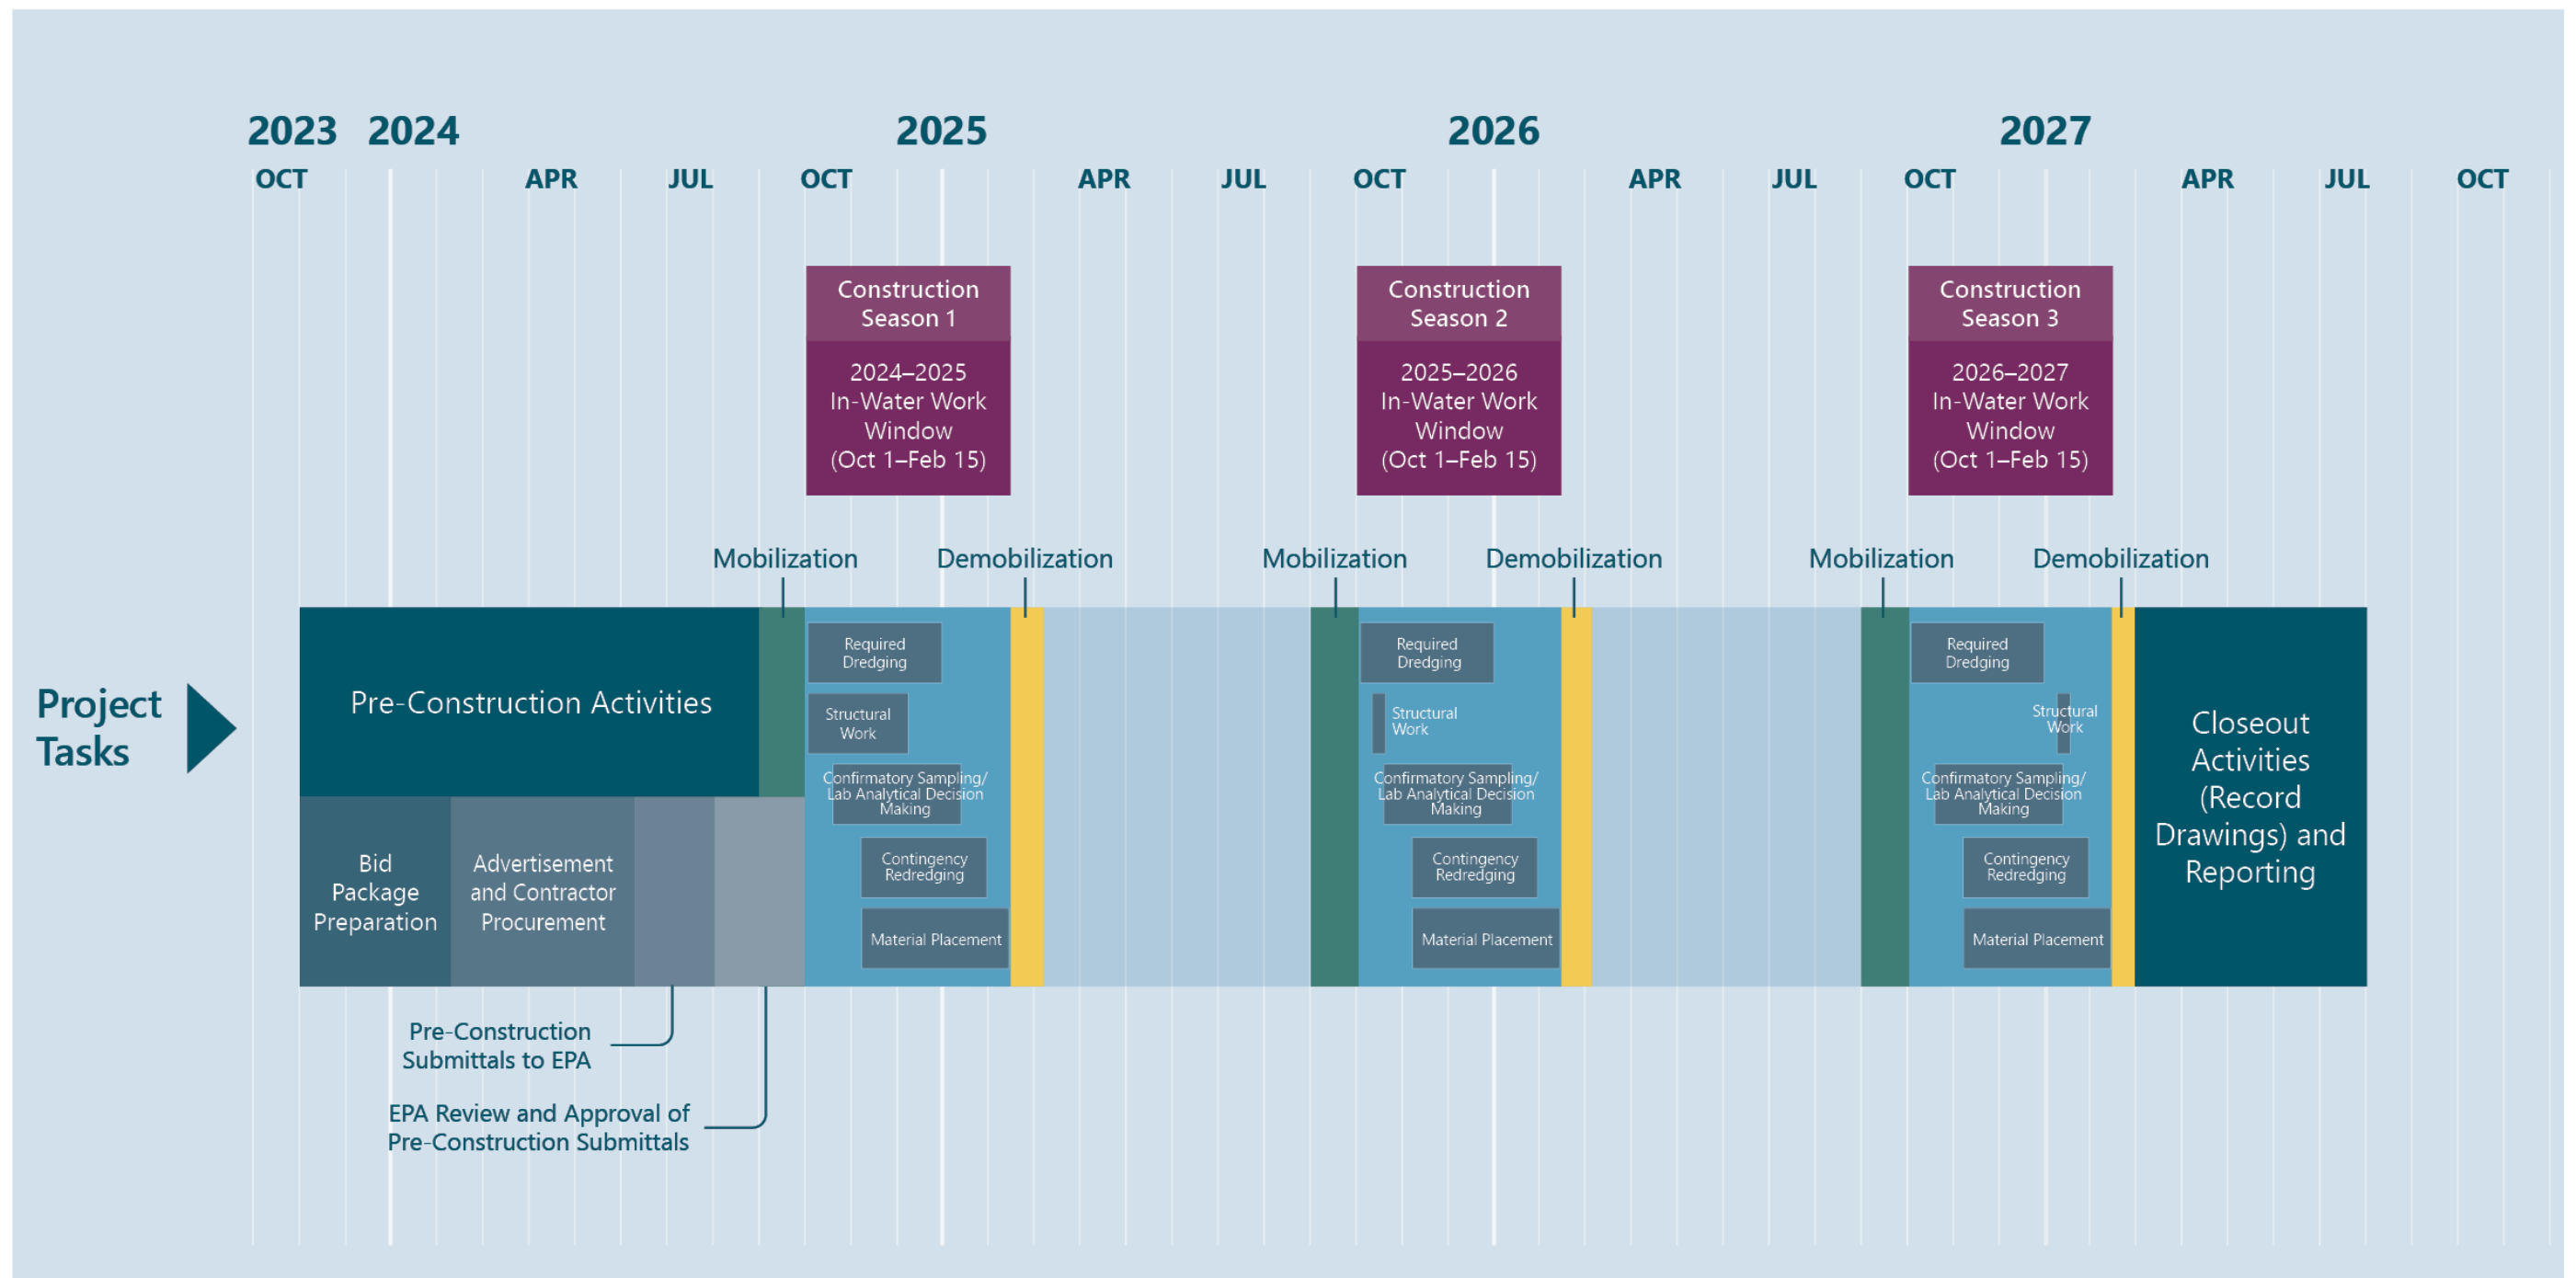 2023 2024 2025 2026 2027
OCT APR JUL OCT APR JUL OCT APR JUL OCT APR JUL OCT
Construction
Season 1
2024–2025
In-Water Work
Window
(Oct 1–Feb 15)
Construction
Season 2
2025–2026
In-Water Work
Window
(Oct 1–Feb 15)
Construction
Season 3
2026–2027
In-Water Work
Window
(Oct 1–Feb 15)
Mobilization Demobilization Mobilization Demobilization Mobilization Demobilization
Project
Tasks
Pre-Construction Activities
Bid
Package
Preparation
Advertisement
and Contractor
Procurement
Pre-Construction
Submittals to EPA
EPA Review and Approval of
Pre-Construction Submittals
Required
Dredging
Structural
Work
Confirmatory Sampling/
Lab Analytical Decision
Making
Contingency
Redredging
Material Placement
Required
Dredging
Structural
Work
Confirmatory Sampling/
Lab Analytical Decision
Making
Contingency
Redredging
Material Placement
Required
Dredging
Structural
Work
Confirmatory Sampling/
Lab Analytical Decision
Making
Contingency
Redredging
Material Placement
Closeout
Activities
(Record
Drawings) and
Reporting